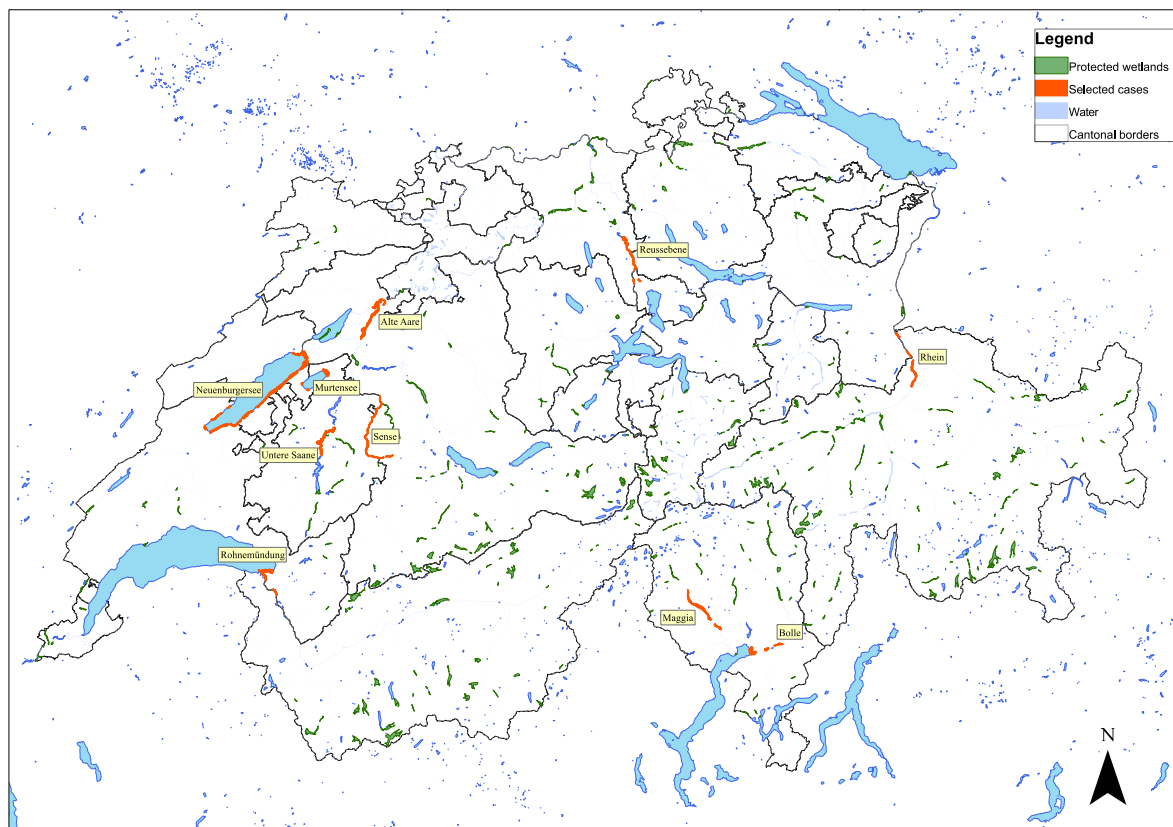 Legend
Protected wetlands
Selected cases
Water
Cantonal borders
Reussebene
Alte Aare
Rhein
Neuenburgersee
Murtensee
Sense
Untere Saane
Rohnemündung
Maggia
Bolle
N